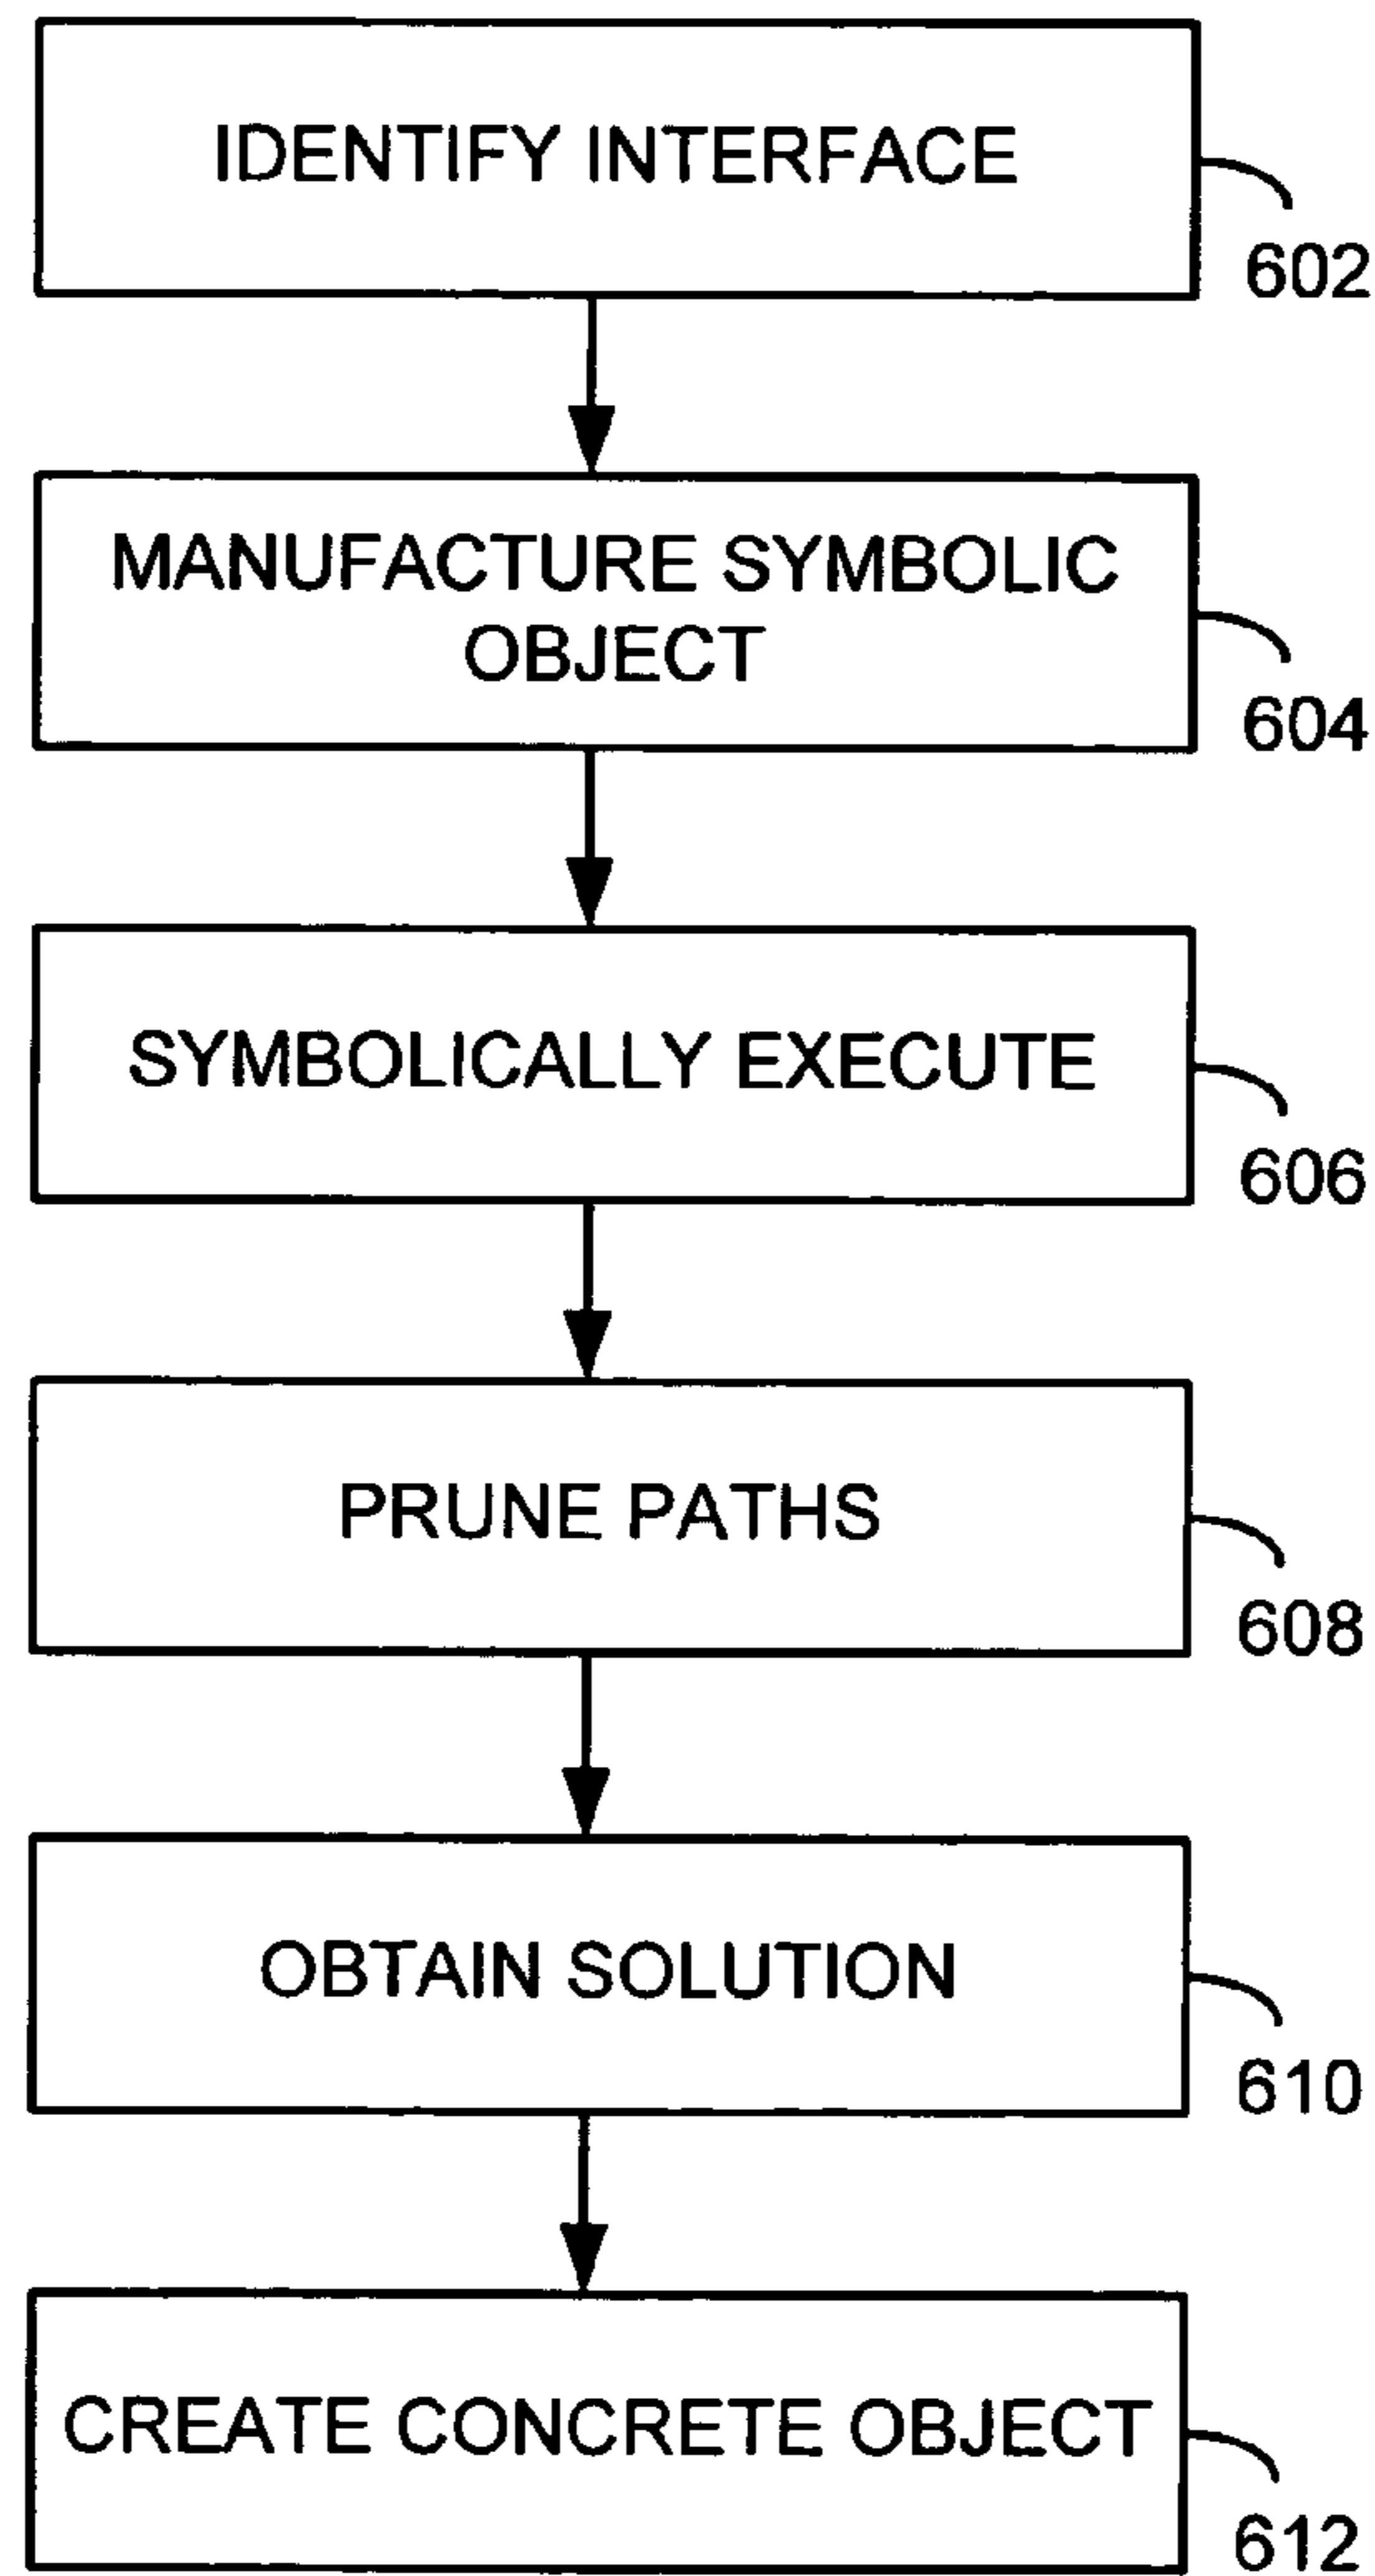 IDENTIFY INTERFACE
602
MANUFACTURE SYMBOLIC
OBJECT
604
SYMBOLICALLY EXECUTE
606
PRUNE PATHS
608
OBTAIN SOLUTION
610
CREATE CONCRETE OBJECT
612